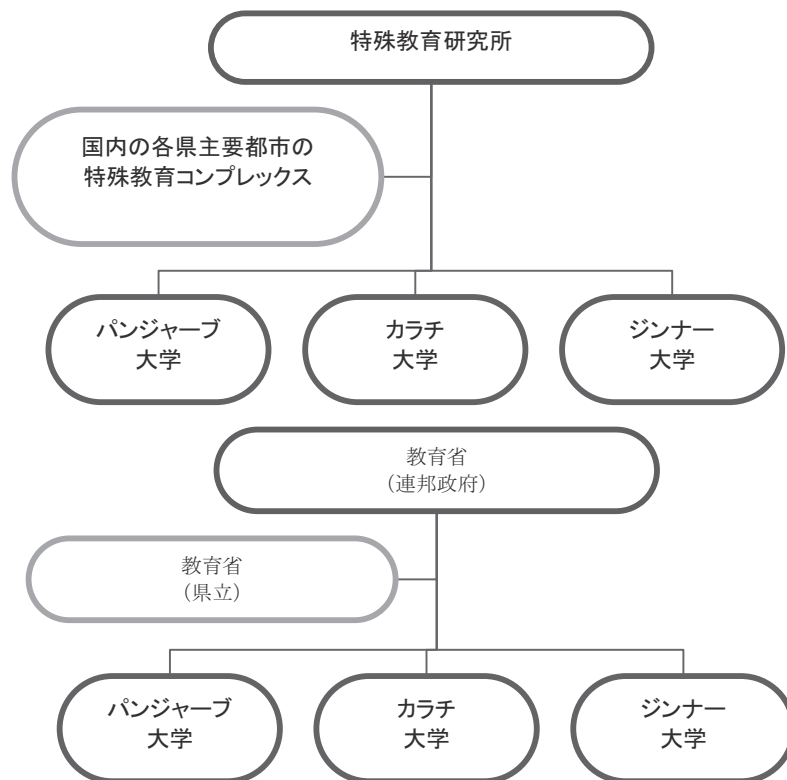 特殊教育研究所
国内の各県主要都市の
特殊教育コンプレックス
パンジャーブ
大学
カラチ
大学
ジンナー
大学
教育省
（連邦政府）
教育省
（県立）
パンジャーブ
大学
カラチ
大学
ジンナー
大学